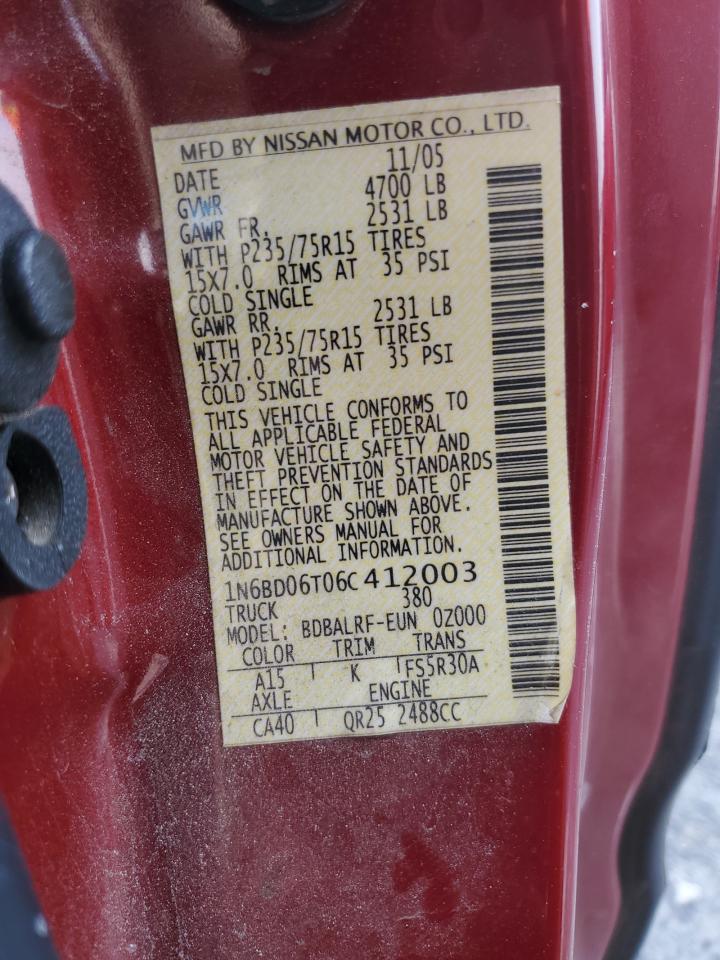 MFD BY NISSAN MOTOR CO., LTD.
DATE 11/05
GVWR 4700 LB
GAWR FR. 2531 LB
WITH P235/75R15 TIRES
15X7.0 RIMS AT 35 PSI
COLD SINGLE
GAWR RR. 2531 LB
WITH P235/75R15 TIRES
15X7.0 RIMS AT 35 PSI
COLD SINGLE
THIS VEHICLE CONFORMS TO
ALL APPLICABLE FEDERAL
MOTOR VEHICLE SAFETY AND
THEFT PREVENTION STANDARDS
IN EFFECT ON THE DATE OF
MANUFACTURE SHOWN ABOVE.
SEE OWNERS MANUAL FOR
ADDITIONAL INFORMATION.
1N6BD06T06C412003
TRUCK 380
MODEL: BDBALRF-EUN 0Z000
COLOR TRIM TRANS
A15 K FS5R30A
AXLE ENGINE
CA40 QR25 2488CC